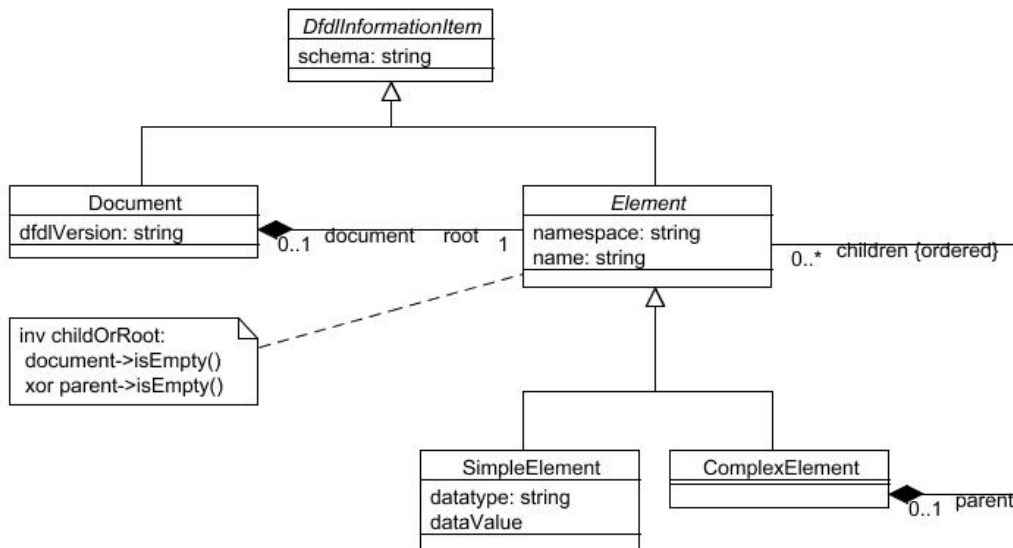 DfdlInformationItem
schema: string
Document
dfdlVersion: string
Element
namespace: string
name: string
0..1 document root 1
0..* children {ordered}
inv childOrRoot:
document->isEmpty()
xor parent->isEmpty()
SimpleElement
datatype: string
dataValue
ComplexElement
0..1 parent